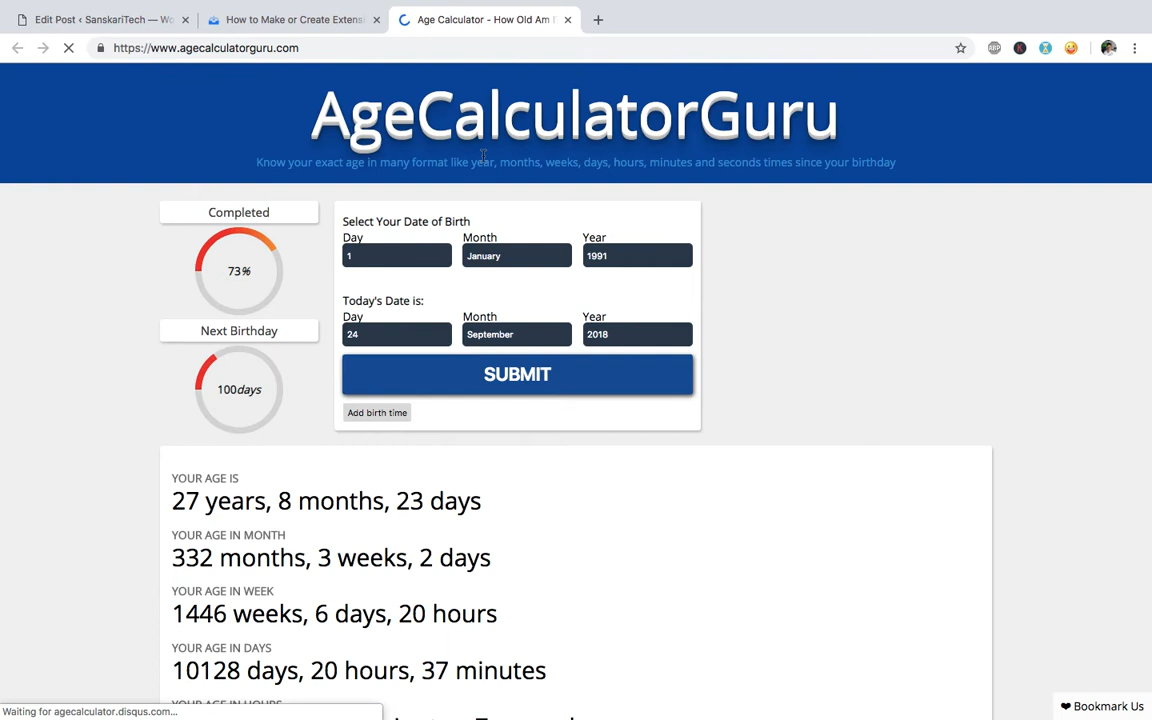 Edit Post ‹ SanskariTech — Wo
How to Make or Create Extensi
Age Calculator - How Old Am I
https://www.agecalculatorguru.com
ABP
AgeCalculatorGuru
Know your exact age in many format like year, months, weeks, days, hours, minutes and seconds times since your birthday
Completed
73%
Next Birthday
100days
Select Your Date of Birth
Day Month Year
1 January 1991
Today's Date is:
Day Month Year
24 September 2018
SUBMIT
Add birth time
YOUR AGE IS
27 years, 8 months, 23 days
YOUR AGE IN MONTH
332 months, 3 weeks, 2 days
YOUR AGE IN WEEK
1446 weeks, 6 days, 20 hours
YOUR AGE IN DAYS
10128 days, 20 hours, 37 minutes
YOUR AGE IN HOURS
❤ Bookmark Us
Waiting for agecalculator.disqus.com...